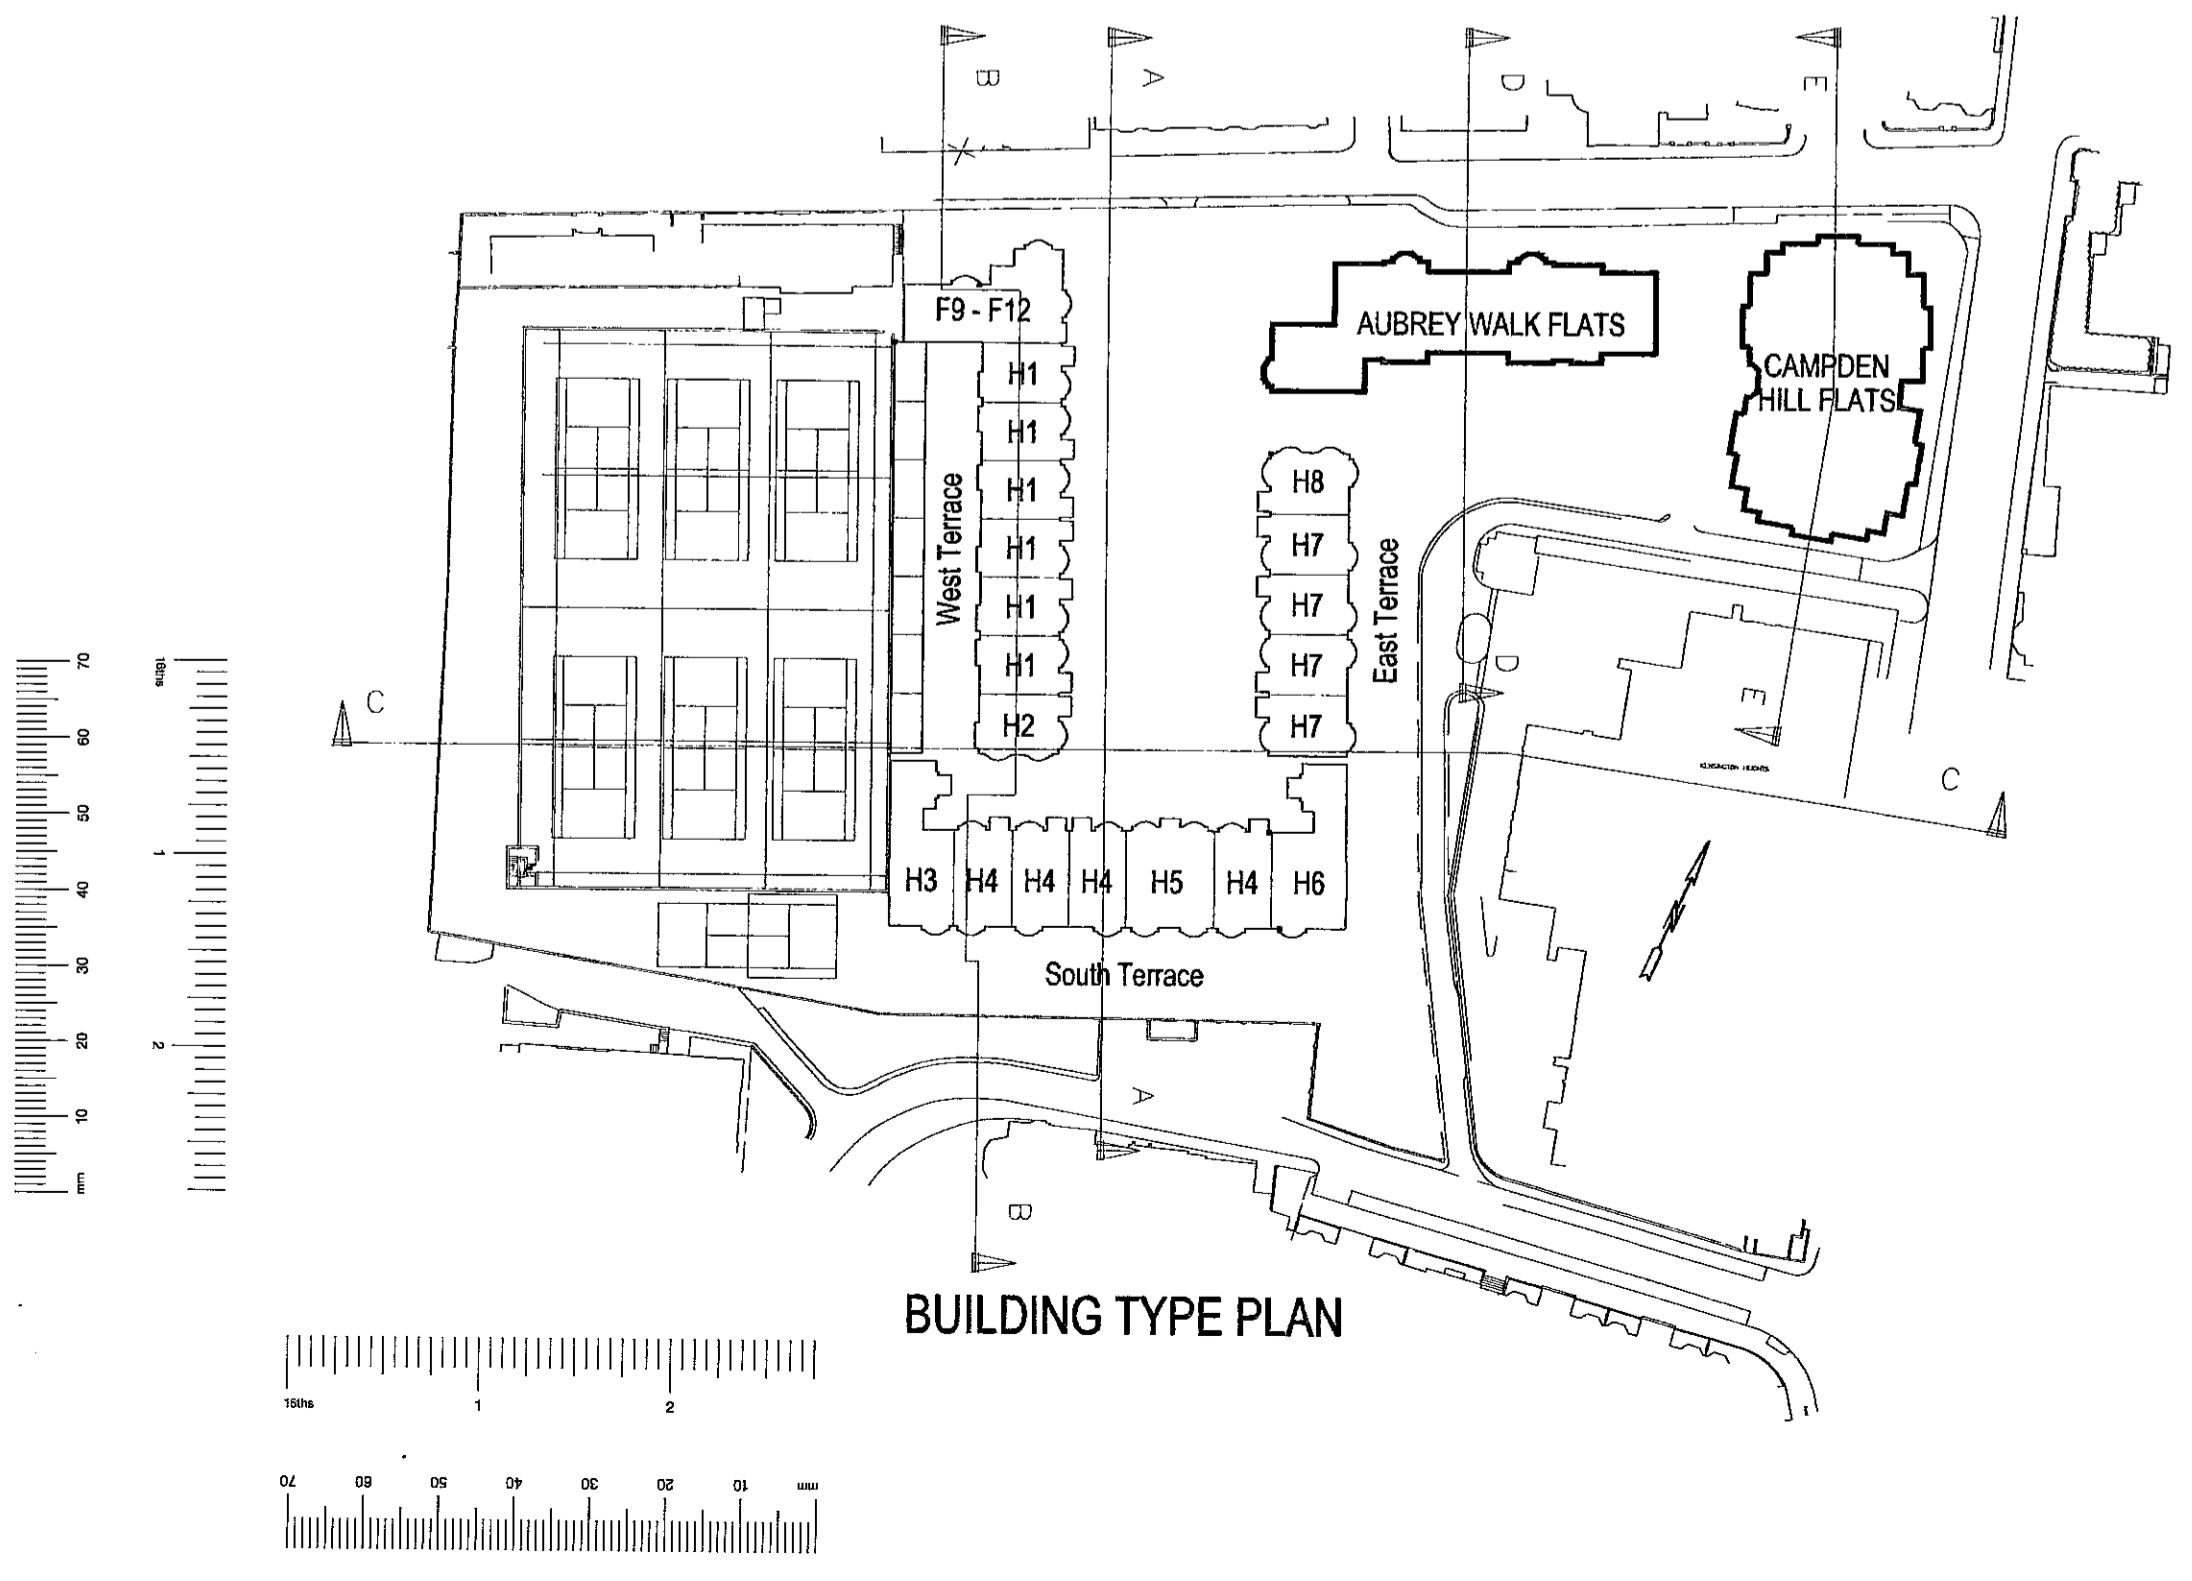 B
A
D
E
F9 - F12
AUBREY WALK FLATS
CAMPDEN
HILL FLATS
H1
H1
H1
H1
H1
H1
H2
West Terrace
H8
H7
H7
H7
H7
East Terrace
D
E
C
KENSINGTON HEIGHTS
C
H3
H4
H4
H4
H5
H4
H6
South Terrace
N
A
B
BUILDING TYPE PLAN
70
60
50
40
30
20
10
mm
16ths
1
2
16ths
1
2
70
60
50
40
30
20
10
mm